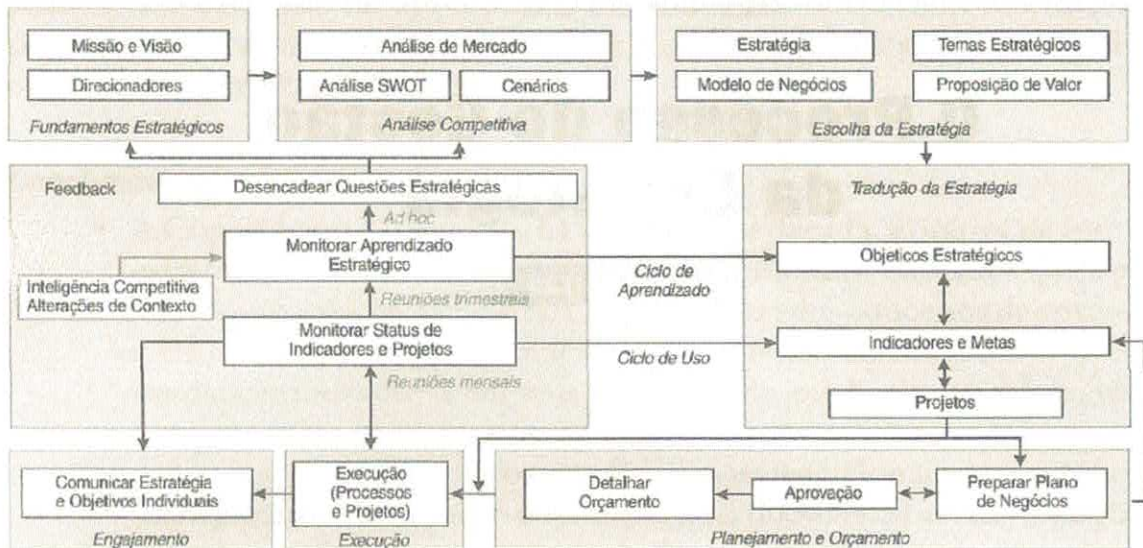 Missão e Visão
Direcionadores
Fundamentos Estratégicos
Análise de Mercado
Análise SWOT
Cenários
Análise Competitiva
Estratégia
Temas Estratégicos
Modelo de Negócios
Proposição de Valor
Escolha da Estratégia
Feedback
Desencadear Questões Estratégicas
Ad hoc
Monitorar Aprendizado
Estratégico
Inteligência Competitiva
Alterações de Contexto
Reuniões trimestrais
Monitorar Status de
Indicadores e Projetos
Reuniões mensais
Ciclo de
Aprendizado
Ciclo de Uso
Tradução da Estratégia
Objeticos Estratégicos
Indicadores e Metas
Projetos
Comunicar Estratégia
e Objetivos Individuais
Engajamento
Execução
(Processos
e Projetos)
Execução
Detalhar
Orçamento
Aprovação
Preparar Plano
de Negócios
Planejamento e Orçamento